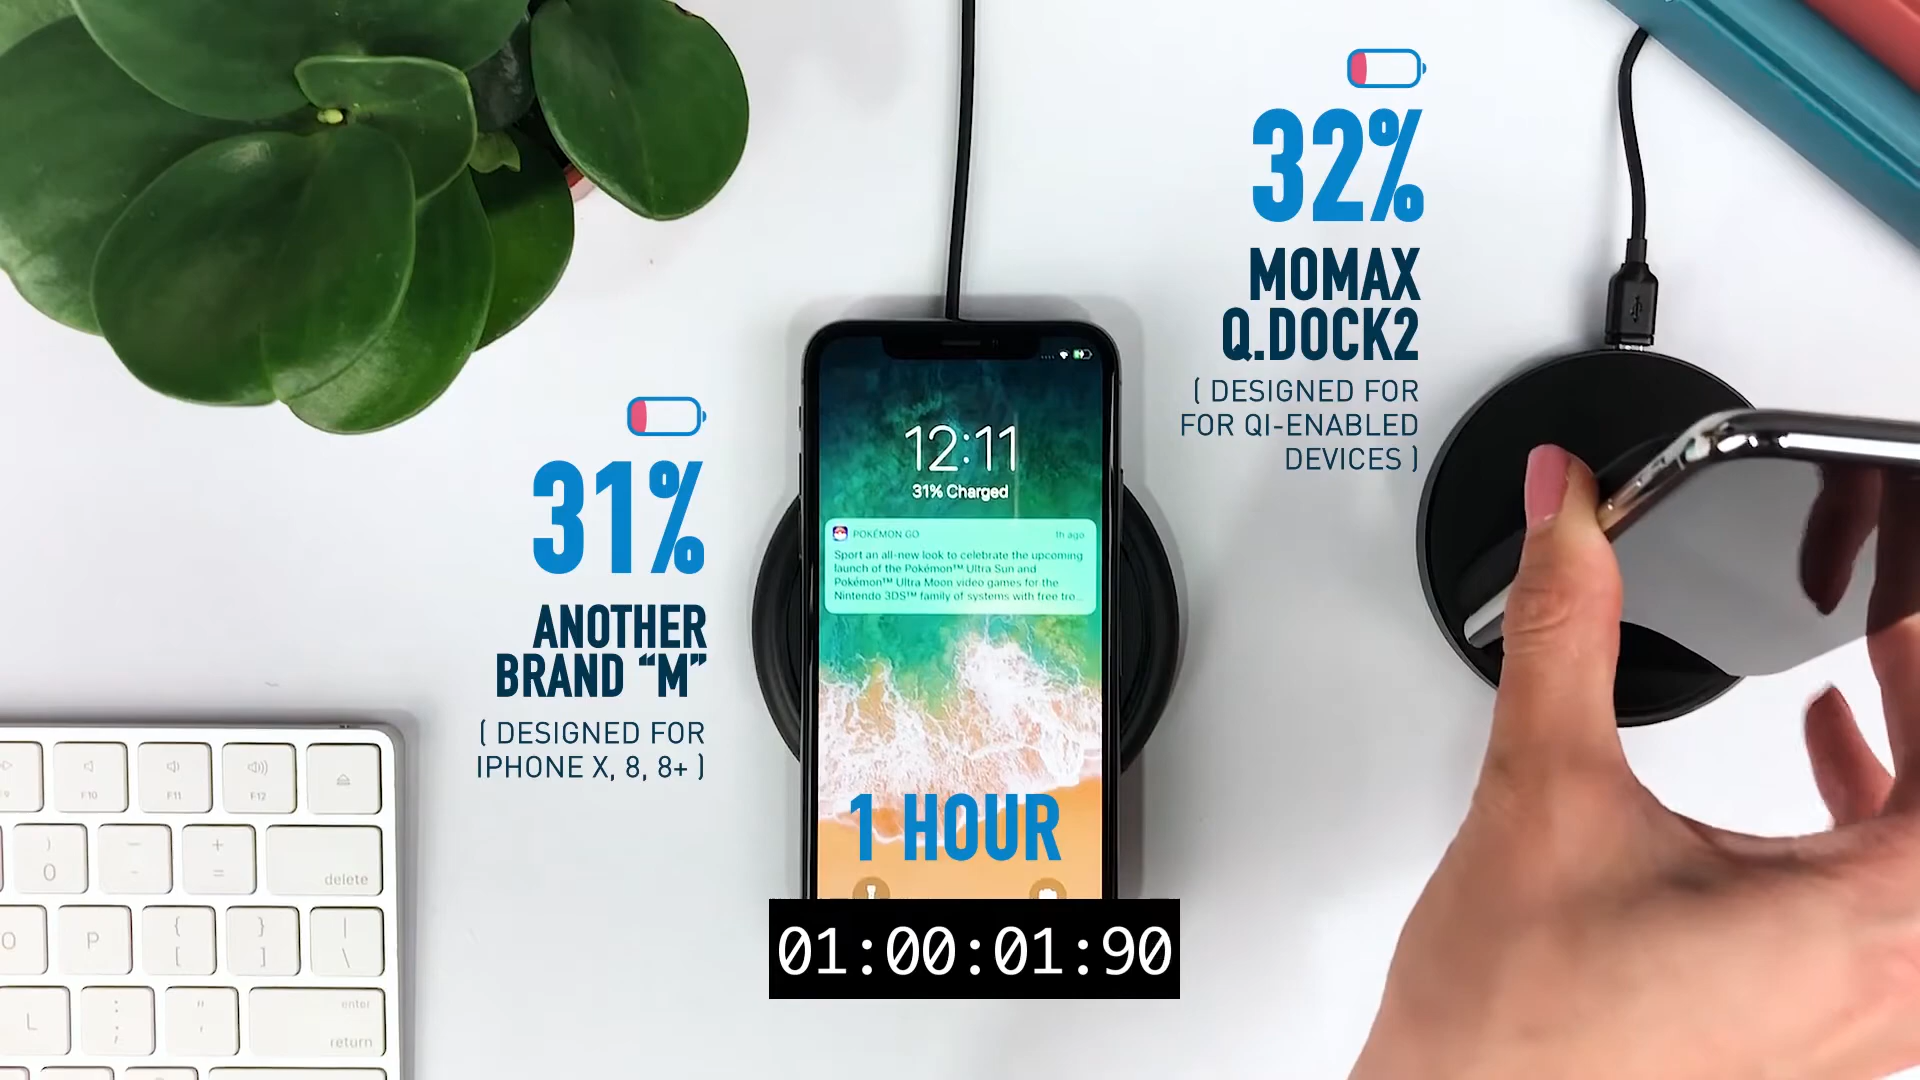 32%
MOMAX
Q.DOCK2
( DESIGNED FOR
FOR QI-ENABLED
DEVICES )
31%
ANOTHER
BRAND “M”
( DESIGNED FOR
IPHONE X, 8, 8+ )
12:11
31% Charged
POKÉMON GO 1h ago
Sport an all-new look to celebrate the upcoming
launch of the Pokémon™ Ultra Sun and
Pokémon™ Ultra Moon video games for the
Nintendo 3DS™ family of systems with free tro...
1 HOUR
01:00:01:90
F9 F10 F11 F12
) 0 — - + =
delete
O P { [ } ] | \
L : ; " '
enter
return